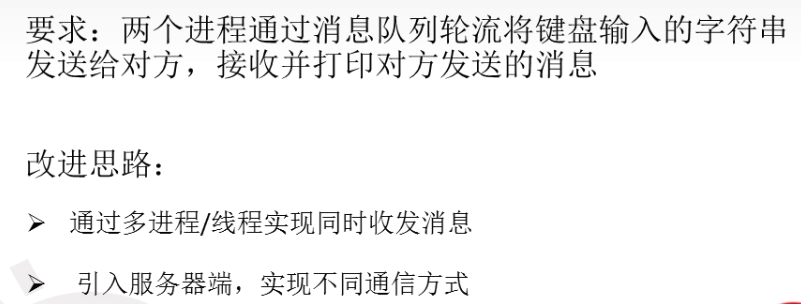 要求：两个进程通过消息队列轮流将键盘输入的字符串
发送给对方，接收并打印对方发送的消息
改进思路：
➢ 通过多进程/线程实现同时收发消息
➢ 引入服务器端，实现不同通信方式